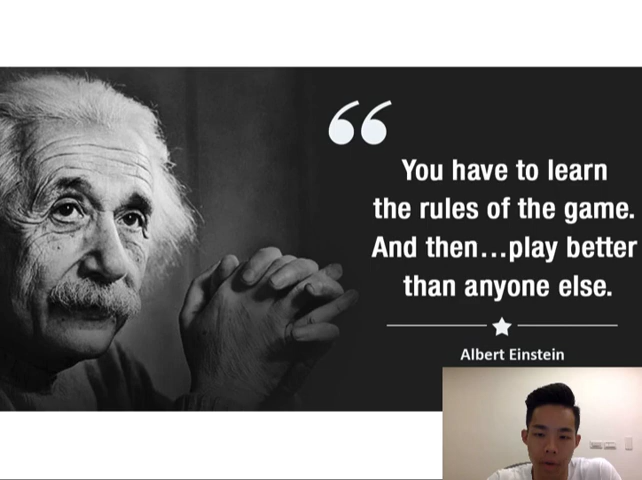 You have to learn
the rules of the game.
And then...play better
than anyone else.
Albert Einstein